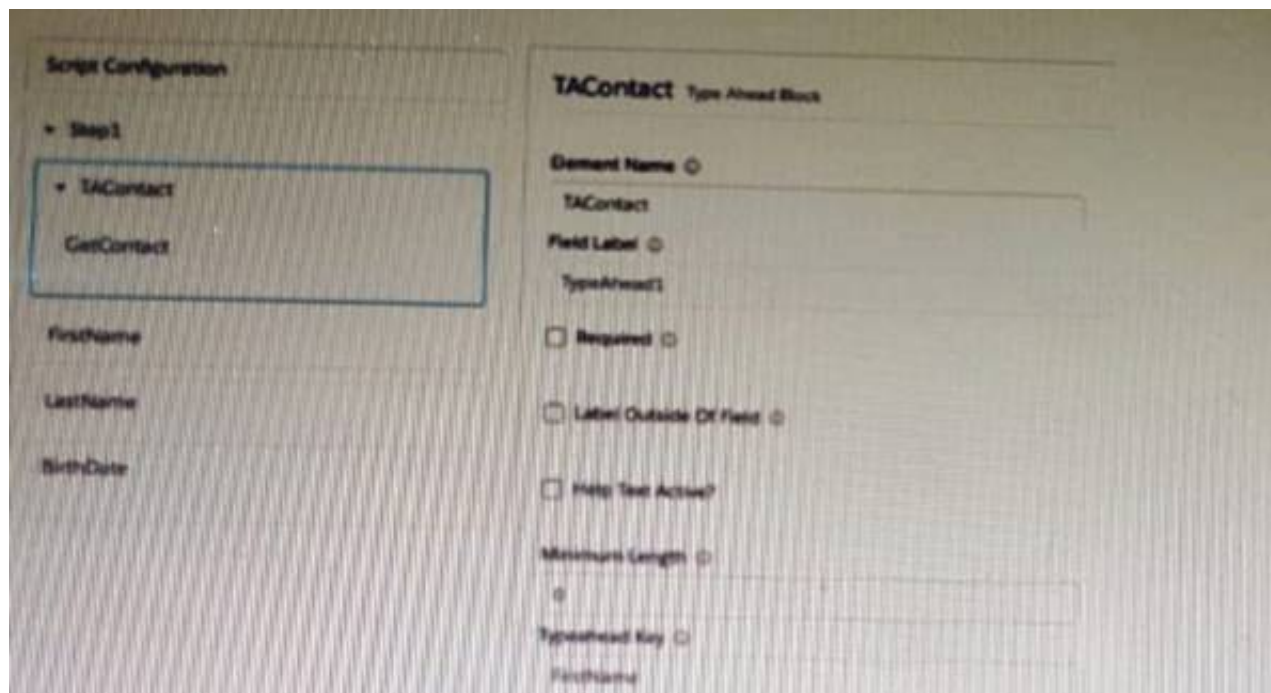 Script Configuration
Step1
TAContact
GetContact
FirstName
LastName
BirthDate
TAContact Type Ahead Block
Element Name
TAContact
Field Label
TypeAhead1
Required
Label Outside Of Field
Help Text Active?
Minimum Length
0
Typeahead Key
FirstName